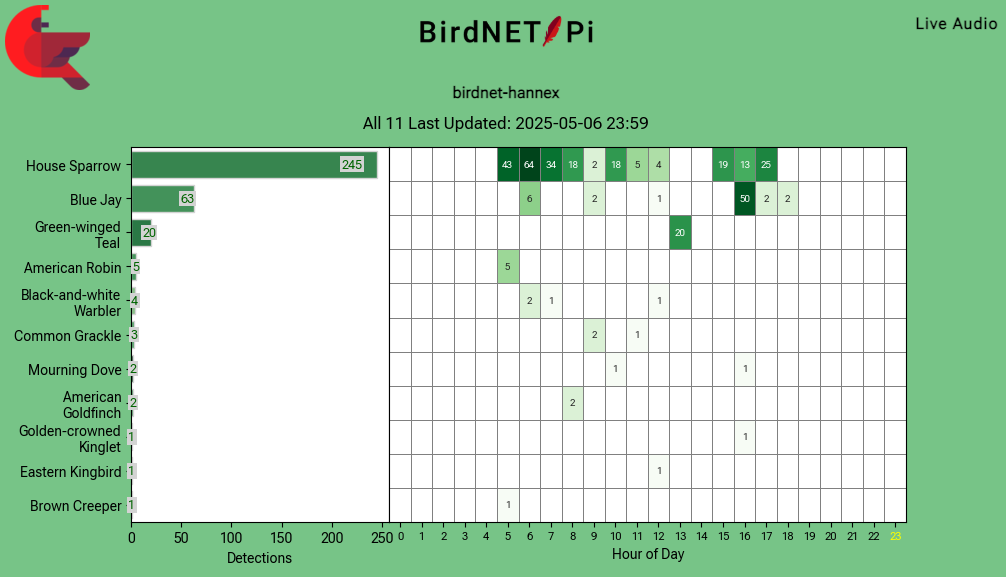 BirdNET Pi
Live Audio
birdnet-hannex
All 11 Last Updated: 2025-05-06 23:59
House Sparrow 245 43 64 34 18 2 18 5 4 19 13 25
Blue Jay 63 6 2 1 50 2 2
Green-winged
Teal 20 20
American Robin 5 5
Black-and-white
Warbler 4 2 1 1
Common Grackle 3 2 1
Mourning Dove 2 1 1
American
Goldfinch 2 2
Golden-crowned
Kinglet 1 1
Eastern Kingbird 1 1
Brown Creeper 1 1
0 50 100 150 200 250 0 1 2 3 4 5 6 7 8 9 10 11 12 13 14 15 16 17 18 19 20 21 22 23
Detections
Hour of Day